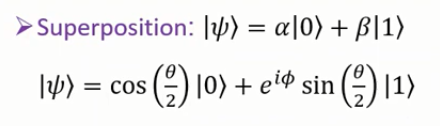 ➤Superposition: |ψ⟩ = α|0⟩ + β|1⟩
|ψ⟩ = cos(θ/2)|0⟩ + e^{iϕ} sin(θ/2)|1⟩